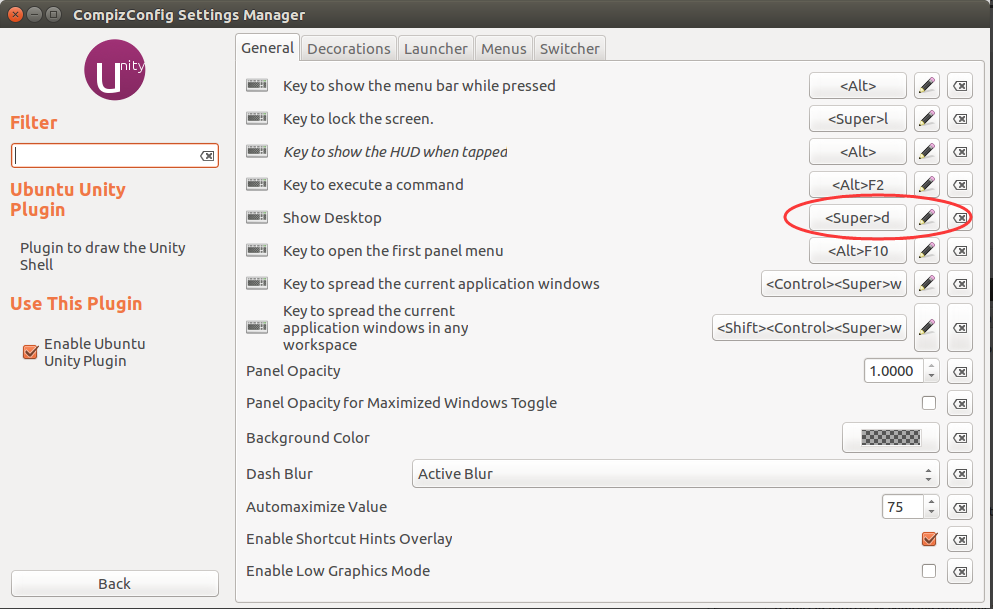 CompizConfig Settings Manager
Unity
Filter
Ubuntu Unity
Plugin
Plugin to draw the Unity
Shell
Use This Plugin
Enable Ubuntu
Unity Plugin
Back
General Decorations Launcher Menus Switcher
Key to show the menu bar while pressed <Alt>
Key to lock the screen. <Super>l
Key to show the HUD when tapped <Alt>
Key to execute a command <Alt>F2
Show Desktop <Super>d
Key to open the first panel menu <Alt>F10
Key to spread the current application windows <Control><Super>w
Key to spread the current
application windows in any <Shift><Control><Super>w
workspace
Panel Opacity 1.0000
Panel Opacity for Maximized Windows Toggle
Background Color
Dash Blur Active Blur
Automaximize Value 75
Enable Shortcut Hints Overlay
Enable Low Graphics Mode